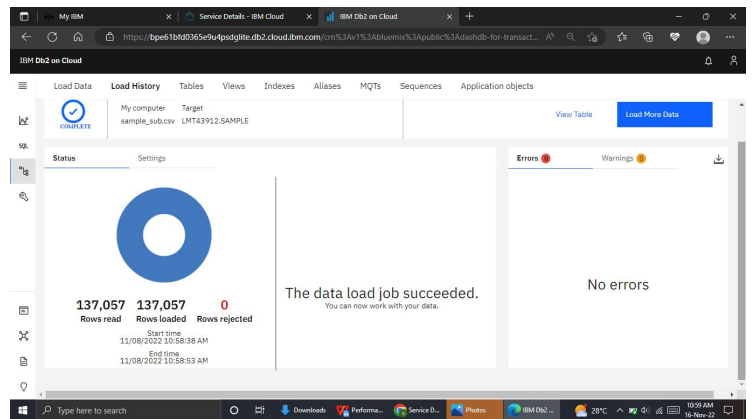 My IBM
Service Details - IBM Cloud
IBM Db2 on Cloud
https://bpe61bfd0365e9u4psdglite.db2.cloud.ibm.com/crn%3Av1%3Abluemix%3Apublic%3Adashdb-for-transact...
IBM Db2 on Cloud
Load Data Load History Tables Views Indexes Aliases MQTs Sequences Application objects
My computer Target
COMPLETE sample_sub.csv LMT43912.SAMPLE
View Table Load More Data
SQL
Status Settings
Errors 0 Warnings 0
137,057 137,057 0
Rows read Rows loaded Rows rejected
Start time
11/08/2022 10:58:38 AM
End time
11/08/2022 10:58:53 AM
The data load job succeeded.
You can now work with your data.
No errors
Type here to search
Downloads Performa... Service D... Photos IBM Db2 ... 28°C
10:59 AM
16-Nov-22